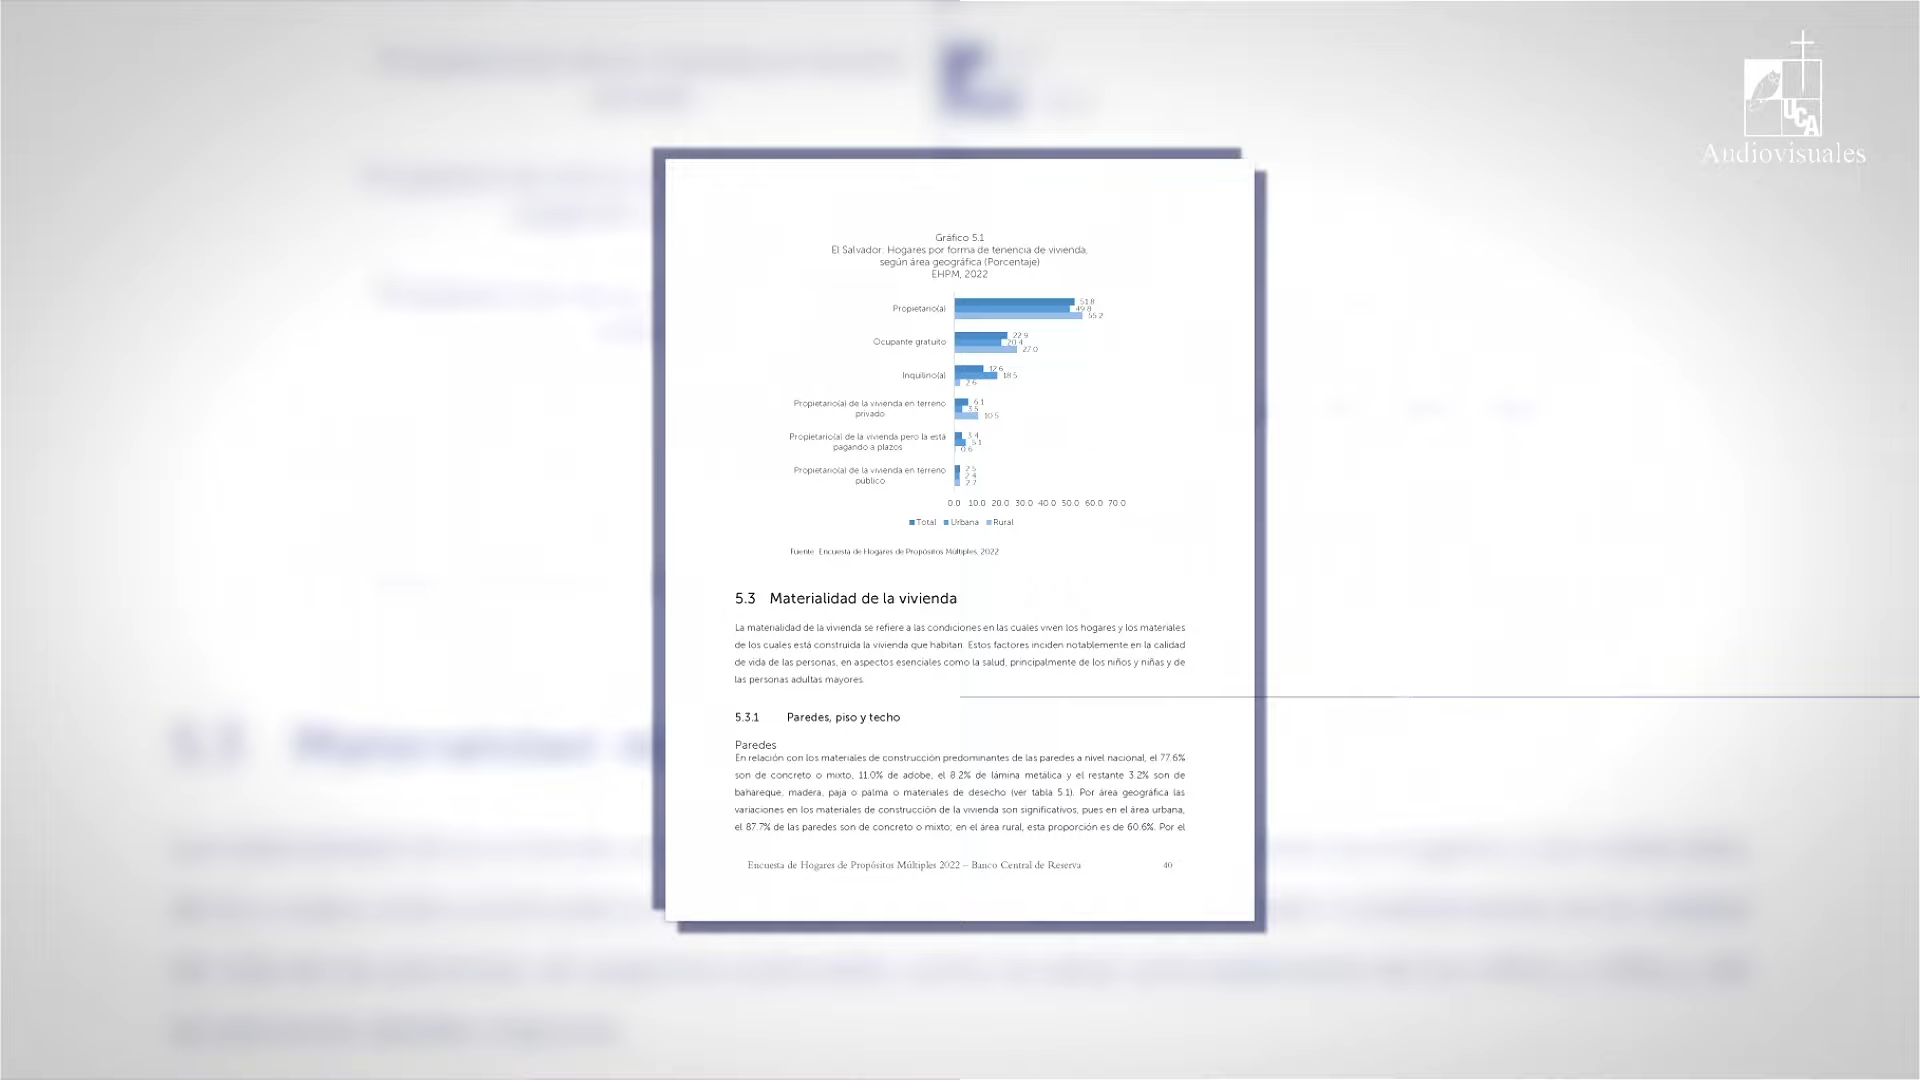 UCA
Audiovisuales
Gráfico 5.1
El Salvador: Hogares por forma de tenencia de vivienda,
según área geográfica (Porcentaje)
EHPM, 2022
Propietario(a)
51.8
49.8
55.2
Ocupante gratuito
22.9
20.4
27.0
Inquilino(a)
12.6
18.5
2.6
Propietario(a) de la vivienda en terreno
privado
6.1
3.5
10.5
Propietario(a) de la vivienda pero la está
pagando a plazos
3.4
5.1
0.6
Propietario(a) de la vivienda en terreno
público
2.5
2.4
2.7
0.0 10.0 20.0 30.0 40.0 50.0 60.0 70.0
Total Urbana Rural
Fuente: Encuesta de Hogares de Propósitos Múltiples, 2022
5.3 Materialidad de la vivienda
La materialidad de la vivienda se refiere a las condiciones en las cuales viven los hogares y los materiales
de los cuales está construida la vivienda que habitan. Estos factores inciden notablemente en la calidad
de vida de las personas, en aspectos esenciales como la salud, principalmente de los niños y niñas y de
las personas adultas mayores.
5.3.1 Paredes, piso y techo
Paredes
En relación con los materiales de construcción predominantes de las paredes a nivel nacional, el 77.6%
son de concreto o mixto, 11.0% de adobe, el 8.2% de lámina metálica y el restante 3.2% son de
bahareque, madera, paja o palma o materiales de desecho (ver tabla 5.1). Por área geográfica las
variaciones en los materiales de construcción de la vivienda son significativos, pues en el área urbana,
el 87.7% de las paredes son de concreto o mixto; en el área rural, esta proporción es de 60.6%. Por el
Encuesta de Hogares de Propósitos Múltiples 2022 – Banco Central de Reserva 40